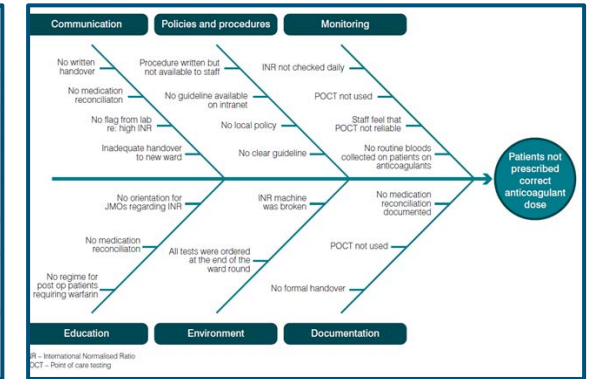 Communication
Policies and procedures
Monitoring
No written
handover
No medication
reconciliaton
No flag from lab
re: high INR
Inadequate handover
to new ward
Procedure written but
not available to staff
No guideline available
on intranet
No local policy
No clear guideline
INR not checked daily
POCT not used
Staff feel that
POCT not reliable
No routine bloods
collected on patients on
anticoagulants
Patients not
prescribed
correct
anticoagulant
dose
No orientation for
JMOs regarding INR
No medication
reconciliaton
No regime for
post op patients
requiring warfarin
INR machine
was broken
All tests were ordered
at the end of the
ward round
No medication
reconciliation
documented
POCT not used
No formal handover
Education
Environment
Documentation
INR – International Normalised Ratio
POCT – Point of care testing